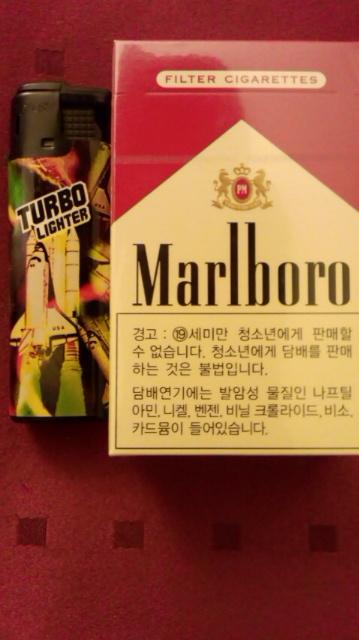 FILTER CIGARETTES
PM
Marlboro
경고 : ⑲세미만 청소년에게 판매할
수 없습니다. 청소년에게 담배를 판매
하는 것은 불법입니다.
담배연기에는 발암성 물질인 나프틸
아민, 니켈, 벤젠, 비닐 크롤라이드, 비소,
카드뮴이 들어있습니다.
TURBO
LIGHTER
USA